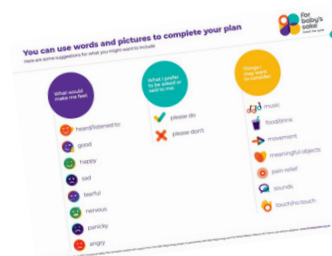 You can use words and pictures to complete your plan
Here are some suggestions for what you might want to include
For
baby's
sake
What would
make me feel
heard/listened to
good
happy
sad
tearful
nervous
panicky
angry
What I prefer
to be asked or
said to me
please do
please don't
Things I
may want
to consider
music
food/drink
movement
meaningful objects
pain relief
sounds
touch/no touch